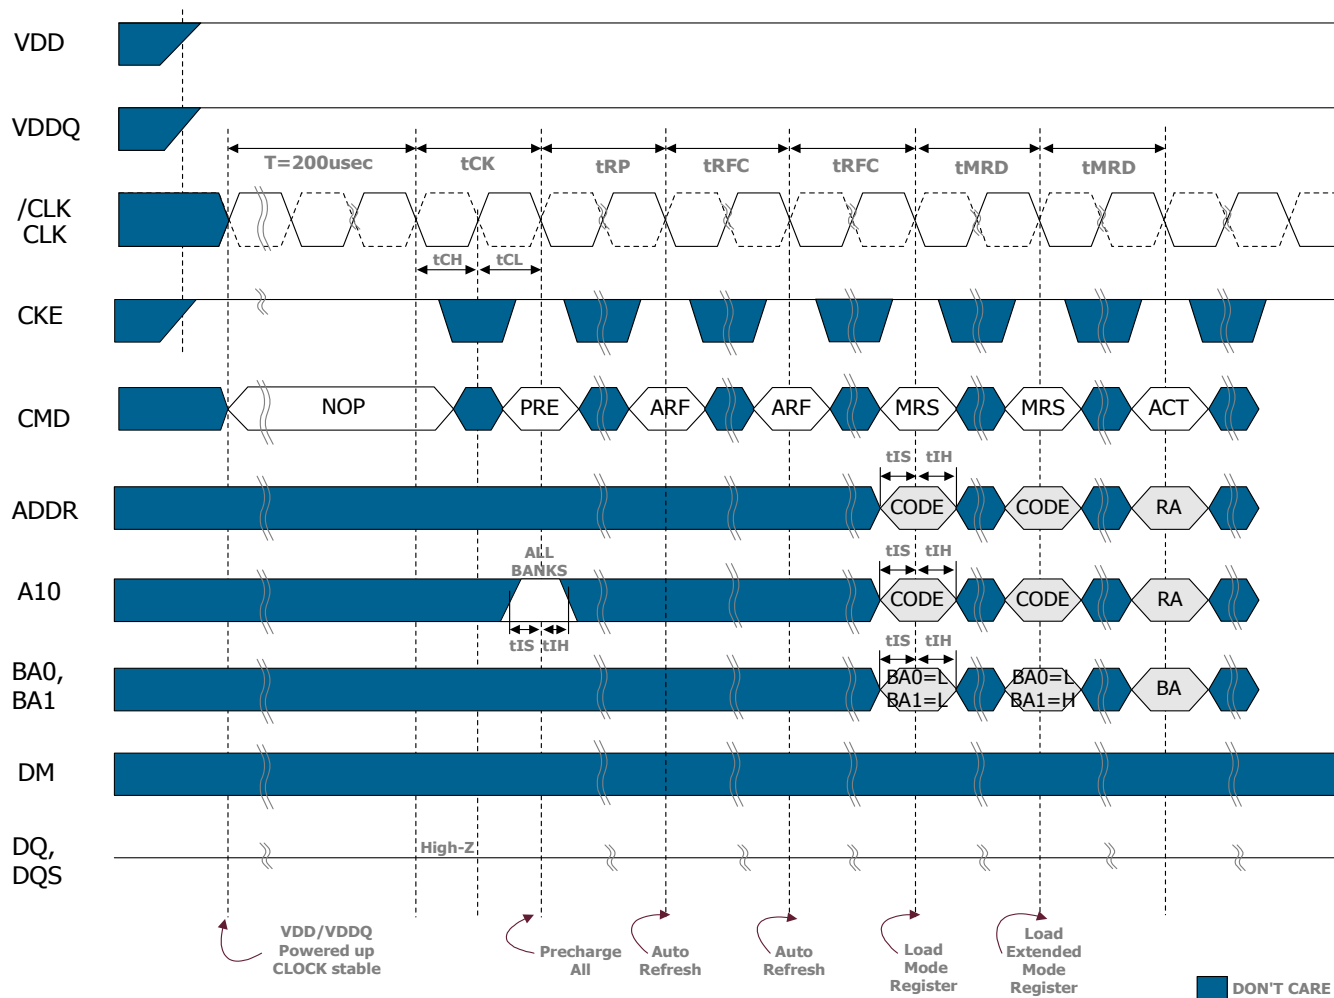 VDD
VDDQ
T=200usec tCK tRP tRFC tRFC tMRD tMRD
/CLK
CLK
tCH tCL
CKE
CMD NOP PRE ARF ARF MRS MRS ACT
tIS tIH
ADDR CODE CODE RA
ALL
BANKS
tIS tIH
A10 CODE CODE RA
tIS tIH
tIS tIH
BA0,
BA1
BA0=L
BA1=L
BA0=L
BA1=H
BA
DM
DQ,
DQS
High-Z
VDD/VDDQ
Powered up
CLOCK stable
Precharge
All
Auto
Refresh
Auto
Refresh
Load
Mode
Register
Load
Extended
Mode
Register
DON'T CARE